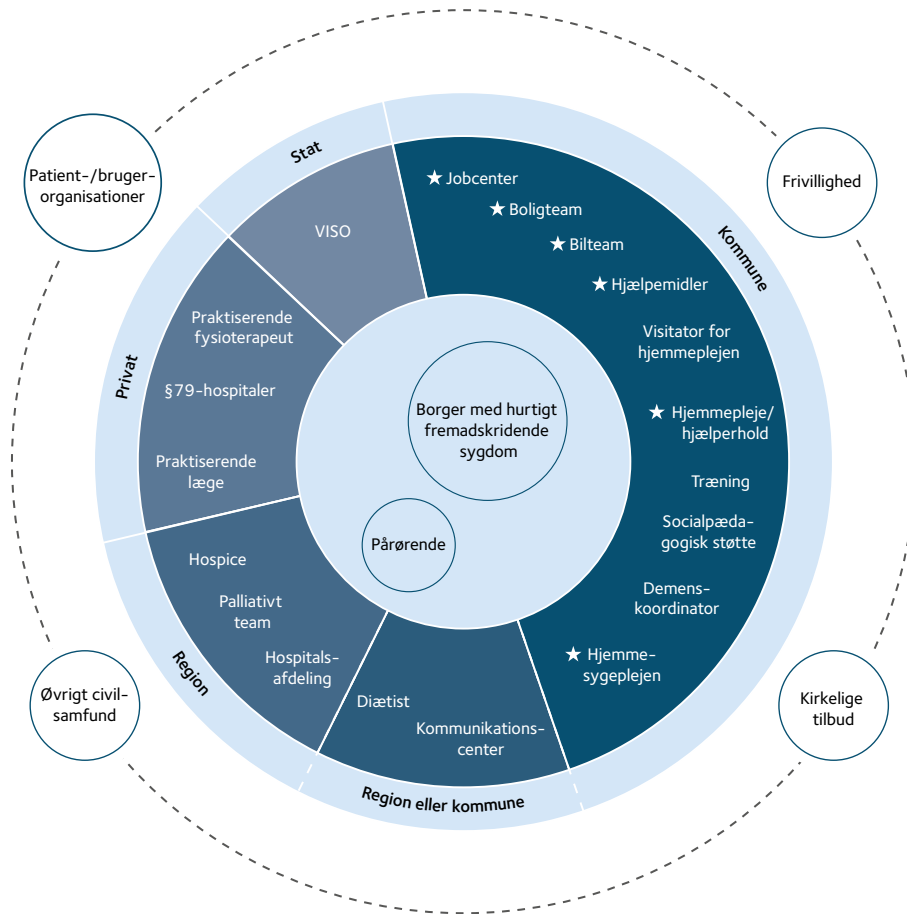 Stat
Patient-/bruger-
organisationer
Frivillighed
★ Jobcenter
★ Boligteam
VISO
★ Bilteam
Kommune
★ Hjælpemidler
Praktiserende
fysioterapeut
Visitator for
hjemmeplejen
Privat
§79-hospitaler
Borger med hurtigt
fremadskridende
sygdom
★ Hjemmepleje/
hjælperhold
Praktiserende
læge
Træning
Socialpæda-
gogisk støtte
Pårørende
Hospice
Demens-
koordinator
Palliativt
team
Hospitals-
afdeling
★ Hjemme-
sygeplejen
Region
Øvrigt civil-
samfund
Diætist
Kommunikations-
center
Kirkelige
tilbud
Region eller kommune